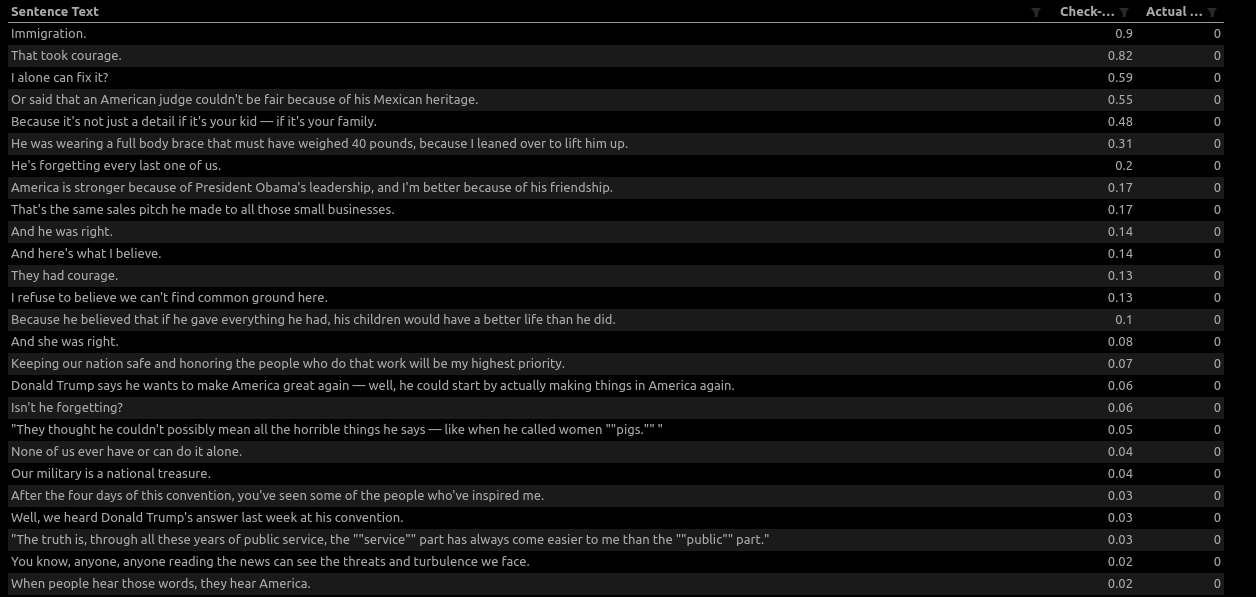 Sentence Text Check-... Actual ...
Immigration. 0.9 0
That took courage. 0.82 0
I alone can fix it? 0.59 0
Or said that an American judge couldn't be fair because of his Mexican heritage. 0.55 0
Because it's not just a detail if it's your kid — if it's your family. 0.48 0
He was wearing a full body brace that must have weighed 40 pounds, because I leaned over to lift him up. 0.31 0
He's forgetting every last one of us. 0.2 0
America is stronger because of President Obama's leadership, and I'm better because of his friendship. 0.17 0
That's the same sales pitch he made to all those small businesses. 0.17 0
And he was right. 0.14 0
And here's what I believe. 0.14 0
They had courage. 0.13 0
I refuse to believe we can't find common ground here. 0.13 0
Because he believed that if he gave everything he had, his children would have a better life than he did. 0.1 0
And she was right. 0.08 0
Keeping our nation safe and honoring the people who do that work will be my highest priority. 0.07 0
Donald Trump says he wants to make America great again — well, he could start by actually making things in America again. 0.06 0
Isn't he forgetting? 0.06 0
"They thought he couldn't possibly mean all the horrible things he says — like when he called women ""pigs."" " 0.05 0
None of us ever have or can do it alone. 0.04 0
Our military is a national treasure. 0.04 0
After the four days of this convention, you've seen some of the people who've inspired me. 0.03 0
Well, we heard Donald Trump's answer last week at his convention. 0.03 0
"The truth is, through all these years of public service, the ""service"" part has always come easier to me than the ""public"" part." 0.03 0
You know, anyone, anyone reading the news can see the threats and turbulence we face. 0.02 0
When people hear those words, they hear America. 0.02 0